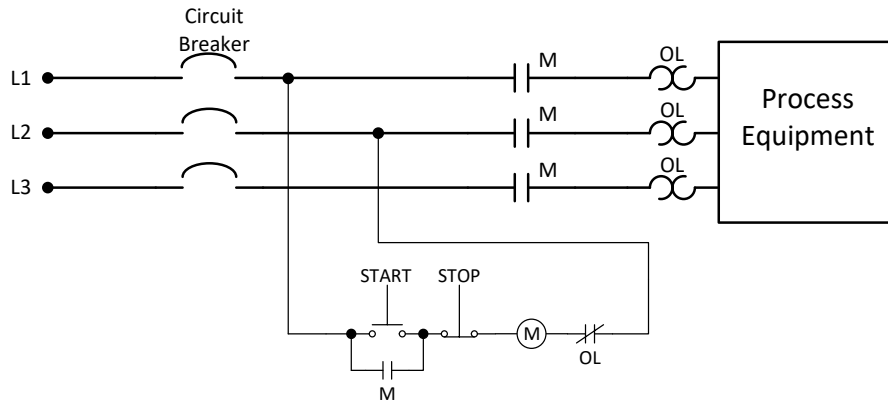 Circuit
Breaker
L1
M
OL
L2
M
OL
L3
M
OL
Process
Equipment
START
STOP
M
OL
M